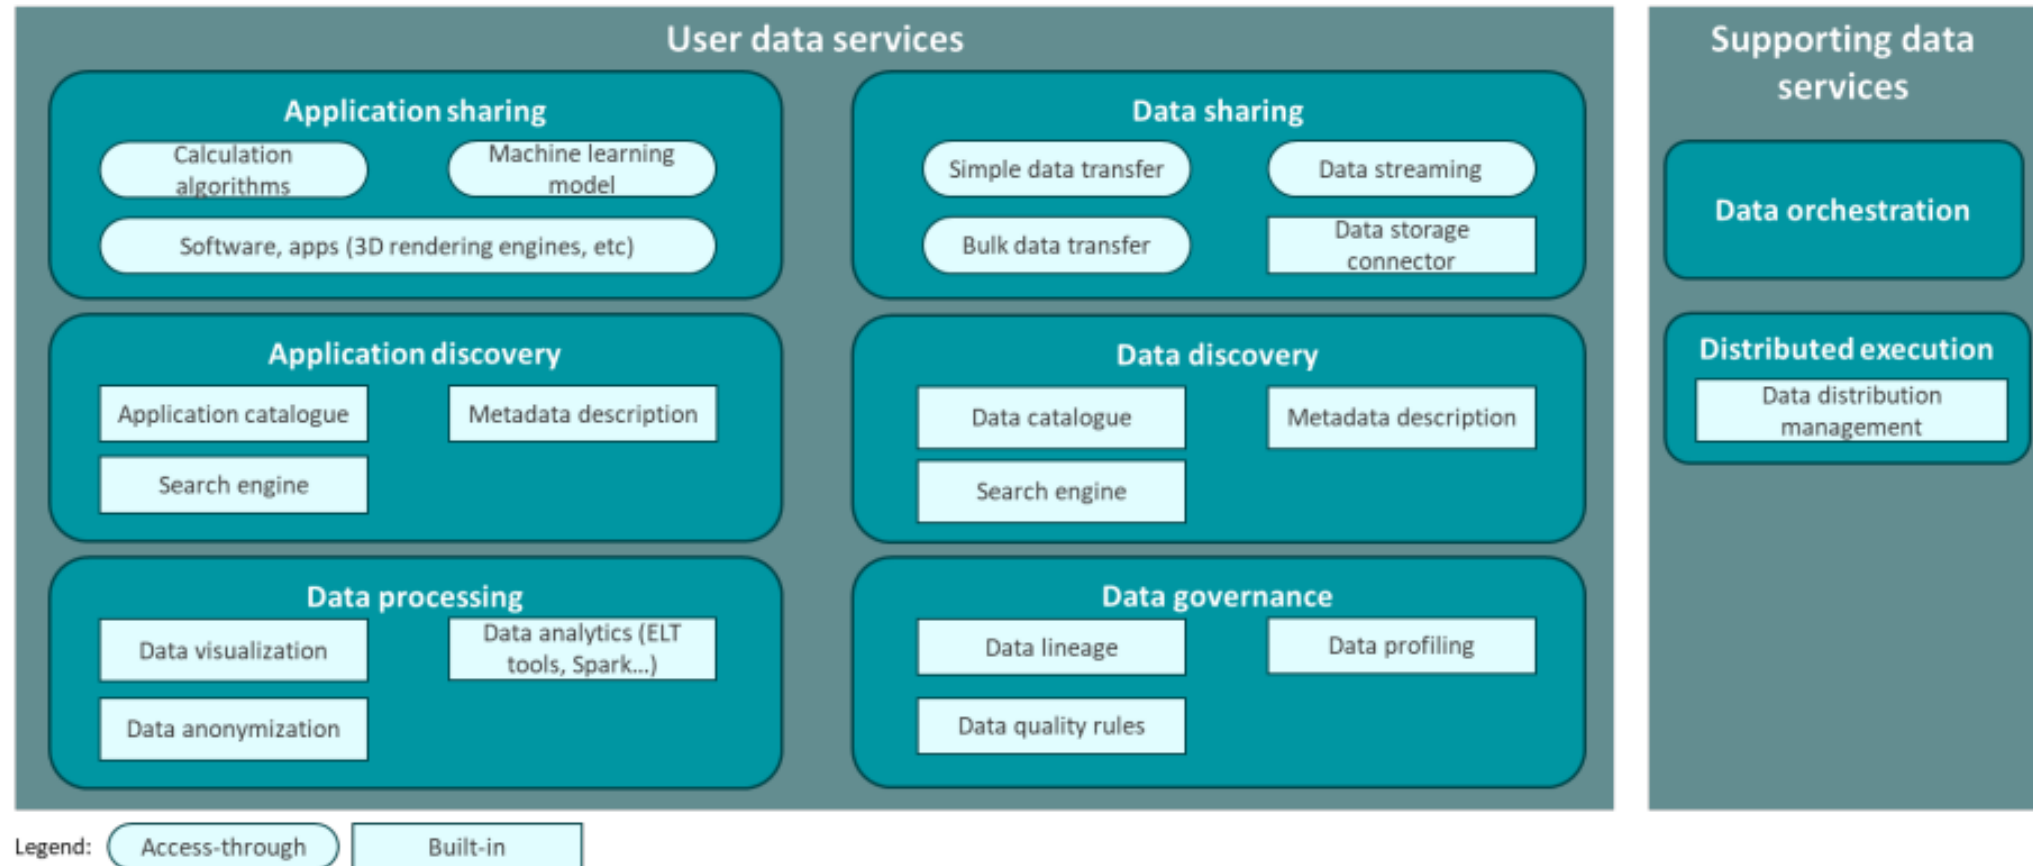 User data services
Application sharing
Calculation
algorithms
Machine learning
model
Software, apps (3D rendering engines, etc)
Data sharing
Simple data transfer
Data streaming
Bulk data transfer
Data storage
connector
Application discovery
Application catalogue
Metadata description
Search engine
Data discovery
Data catalogue
Metadata description
Search engine
Data processing
Data visualization
Data analytics (ELT
tools, Spark...)
Data anonymization
Data governance
Data lineage
Data profiling
Data quality rules
Supporting data
services
Data orchestration
Distributed execution
Data distribution
management
Legend:
Access-through
Built-in